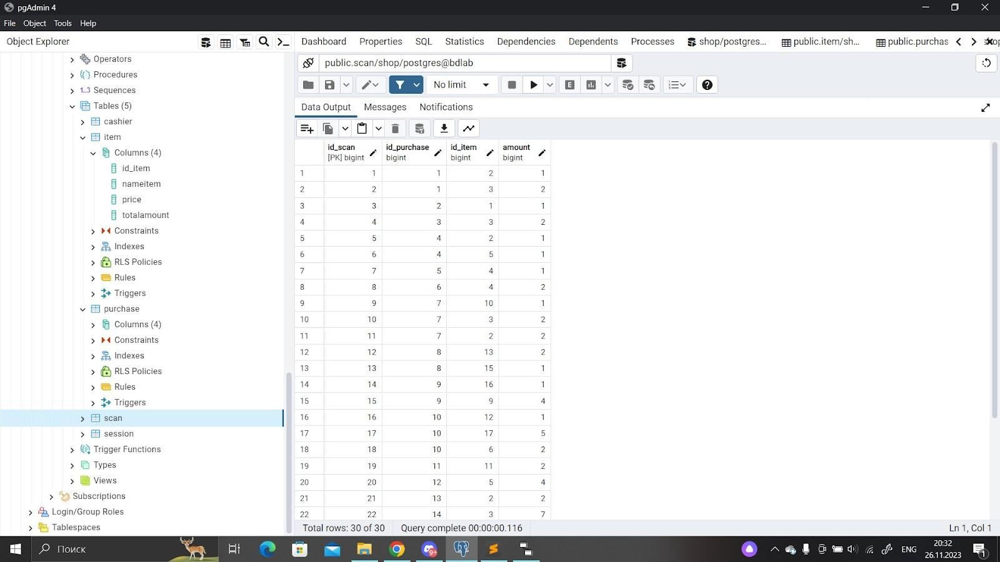 pgAdmin 4
File Object Tools Help
Object Explorer
Dashboard Properties SQL Statistics Dependencies Dependents Processes shop/postgres... public.item/sh... public.purchas
public.scan/shop/postgres@bdlab
No limit
Data Output Messages Notifications
Operators
Procedures
1..3 Sequences
Tables (5)
cashier
item
Columns (4)
id_item
nameitem
price
totalamount
Constraints
Indexes
RLS Policies
Rules
Triggers
purchase
Columns (4)
Constraints
Indexes
RLS Policies
Rules
Triggers
scan
session
Trigger Functions
Types
Views
Subscriptions
Login/Group Roles
Tablespaces
id_scan id_purchase id_item amount
[PK] bigint bigint bigint bigint
1 1 1 2 1
2 2 1 3 2
3 3 2 1 1
4 4 3 3 2
5 5 4 2 1
6 6 4 5 1
7 7 5 4 1
8 8 6 4 2
9 9 7 10 1
10 10 7 3 2
11 11 7 2 2
12 12 8 13 2
13 13 8 15 1
14 14 9 16 1
15 15 9 9 4
16 16 10 12 1
17 17 10 17 5
18 18 10 6 2
19 19 11 11 2
20 20 12 5 4
21 21 13 2 2
22 22 14 3 7
Total rows: 30 of 30 Query complete 00:00:00.116 Ln 1, Col 1
Поиск
9+
ENG
20:32
26.11.2023
1